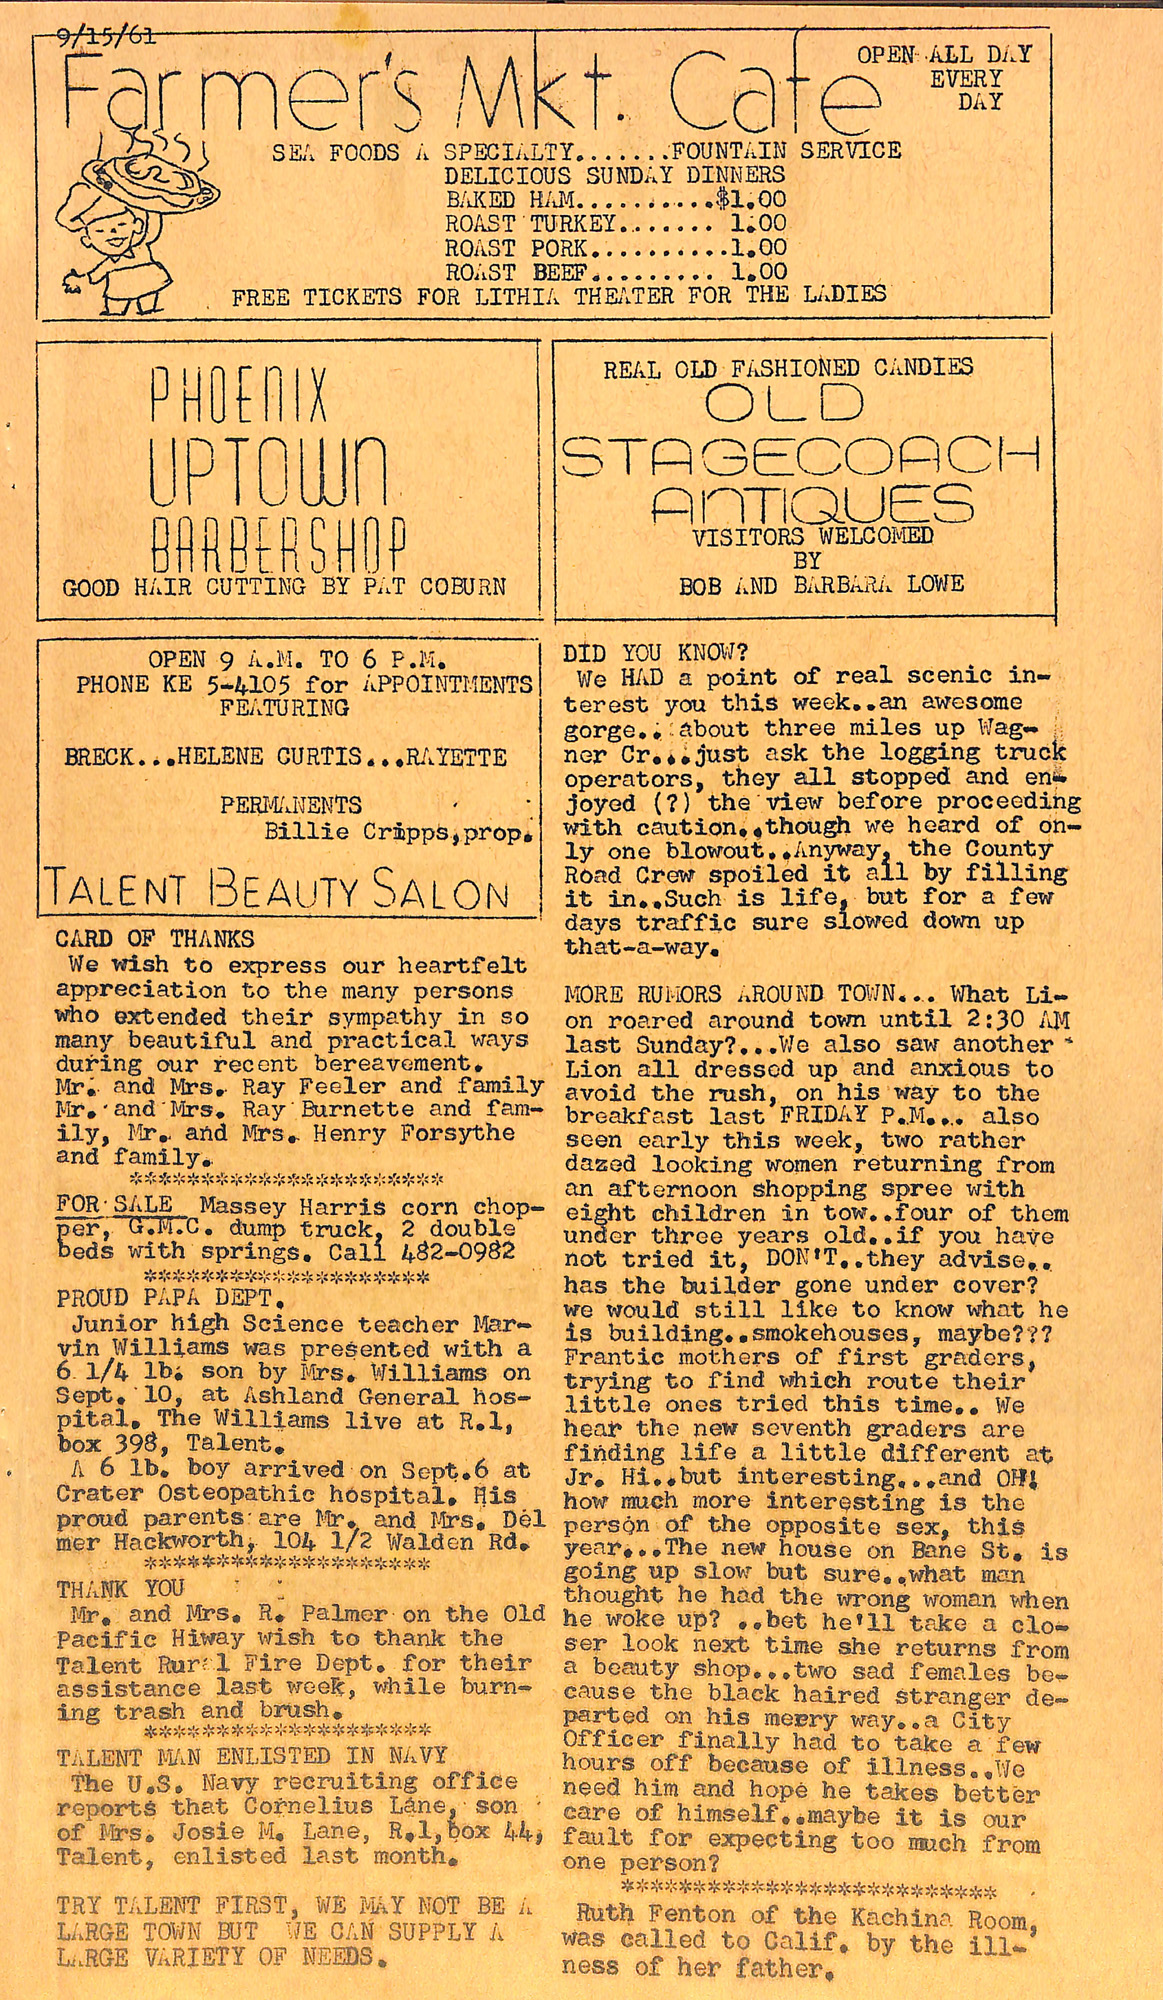 9/15/61
Farmer's Mkt. Cafe
OPEN ALL DAY
EVERY
DAY
SEA FOODS A SPECIALTY.......FOUNTAIN SERVICE
DELICIOUS SUNDAY DINNERS
BAKED HAM..........$1.00
ROAST TURKEY....... 1.00
ROAST PORK..........1.00
ROAST BEEF......... 1.00
FREE TICKETS FOR LITHIA THEATER FOR THE LADIES
PHOENIX
UPTOWN
BARBERSHOP
GOOD HAIR CUTTING BY PAT COBURN
REAL OLD FASHIONED CANDIES
OLD
STAGECOACH
ANTIQUES
VISITORS WELCOMED
BY
BOB AND BARBARA LOWE
OPEN 9 A.M. TO 6 P.M.
PHONE KE 5-4105 for APPOINTMENTS
FEATURING
BRECK...HELENE CURTIS...RAYETTE
PERMANENTS
Billie Cripps,prop.
TALENT BEAUTY SALON
CARD OF THANKS
We wish to express our heartfelt
appreciation to the many persons
who extended their sympathy in so
many beautiful and practical ways
during our recent bereavement.
Mr. and Mrs. Ray Feeler and family
Mr. and Mrs. Ray Burnette and fam-
ily, Mr. and Mrs. Henry Forsythe
and family.
**********************
FOR SALE Massey Harris corn chop-
per, G.M.C. dump truck, 2 double
beds with springs. Call 482-0982
********************
PROUD PAPA DEPT.
Junior high Science teacher Mar-
vin Williams was presented with a
6 1/4 lb. son by Mrs. Williams on
Sept. 10, at Ashland General hos-
pital. The Williams live at R.1,
box 398, Talent.
A 6 lb. boy arrived on Sept.6 at
Crater Osteopathic hospital. His
proud parents are Mr. and Mrs. Del
mer Hackworth, 104 1/2 Walden Rd.
********************
THANK YOU
Mr. and Mrs. R. Palmer on the Old
Pacific Hiway wish to thank the
Talent Rural Fire Dept. for their
assistance last week, while burn-
ing trash and brush.
********************
TALENT MAN ENLISTED IN NAVY
The U.S. Navy recruiting office
reports that Cornelius Lane, son
of Mrs. Josie M. Lane, R.1,box 44,
Talent, enlisted last month.
TRY TALENT FIRST, WE MAY NOT BE A
LARGE TOWN BUT WE CAN SUPPLY A
LARGE VARIETY OF NEEDS.
DID YOU KNOW?
We HAD a point of real scenic in-
terest you this week..an awesome
gorge.. about three miles up Wag-
ner Cr...just ask the logging truck
operators, they all stopped and en-
joyed (?) the view before proceeding
with caution..though we heard of on-
ly one blowout..Anyway, the County
Road Crew spoiled it all by filling
it in..Such is life, but for a few
days traffic sure slowed down up
that-a-way.
MORE RUMORS AROUND TOWN... What Li-
on roared around town until 2:30 AM
last Sunday?...We also saw another
Lion all dressed up and anxious to
avoid the rush, on his way to the
breakfast last FRIDAY P.M... also
seen early this week, two rather
dazed looking women returning from
an afternoon shopping spree with
eight children in tow..four of them
under three years old..if you have
not tried it, DON'T..they advise..
has the builder gone under cover?
we would still like to know what he
is building..smokehouses, maybe???
Frantic mothers of first graders,
trying to find which route their
little ones tried this time.. We
hear the new seventh graders are
finding life a little different at
Jr. Hi..but interesting...and OH!
how much more interesting is the
person of the opposite sex, this
year...The new house on Bane St. is
going up slow but sure..what man
thought he had the wrong woman when
he woke up? ..bet he'll take a clo-
ser look next time she returns from
a beauty shop...two sad females be-
cause the black haired stranger de-
parted on his merry way..a City
Officer finally had to take a few
hours off because of illness..We
need him and hope he takes better
care of himself..maybe it is our
fault for expecting too much from
one person?
**************************
Ruth Fenton of the Kachina Room,
was called to Calif. by the ill-
ness of her father.